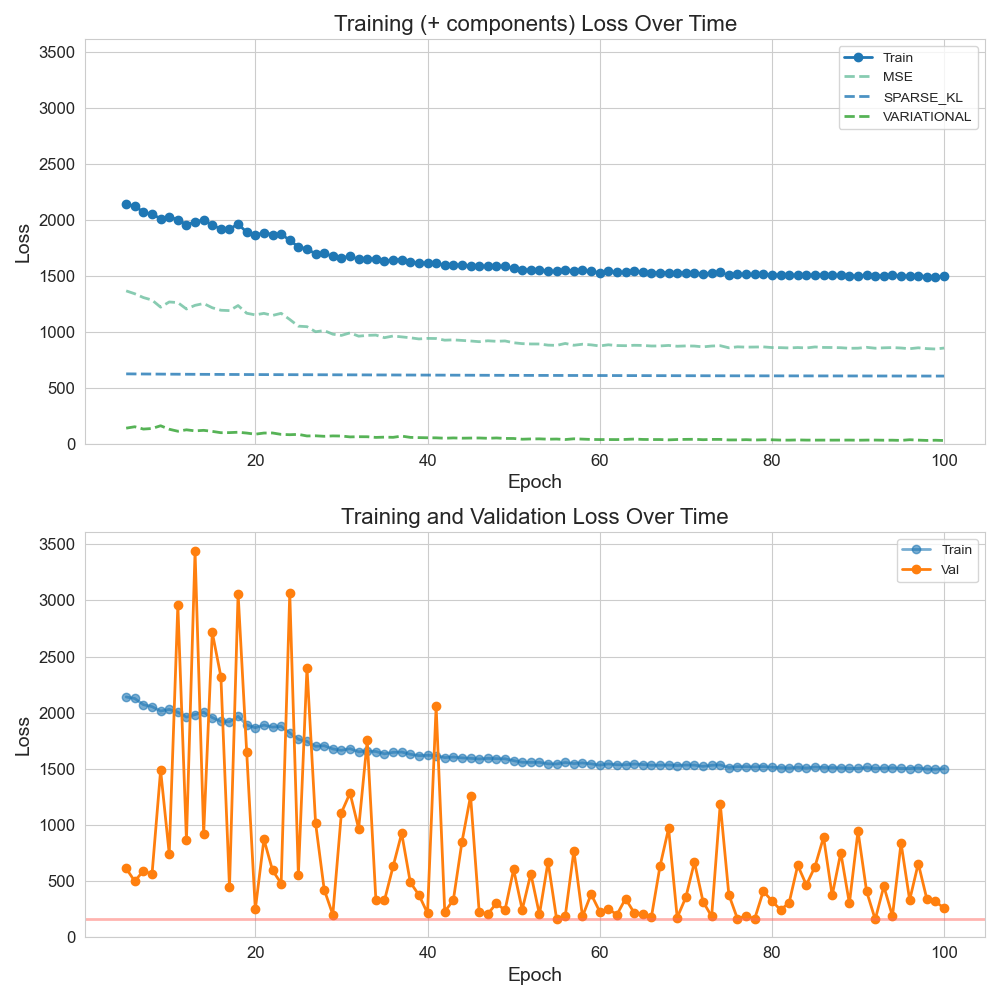 Training (+ components) Loss Over Time
3500
3000
2500
2000
1500
1000
500
0
Loss
Train
MSE
SPARSE_KL
VARIATIONAL
20 40 60 80 100
Epoch
Training and Validation Loss Over Time
3500
3000
2500
2000
1500
1000
500
0
Loss
Train
Val
20 40 60 80 100
Epoch